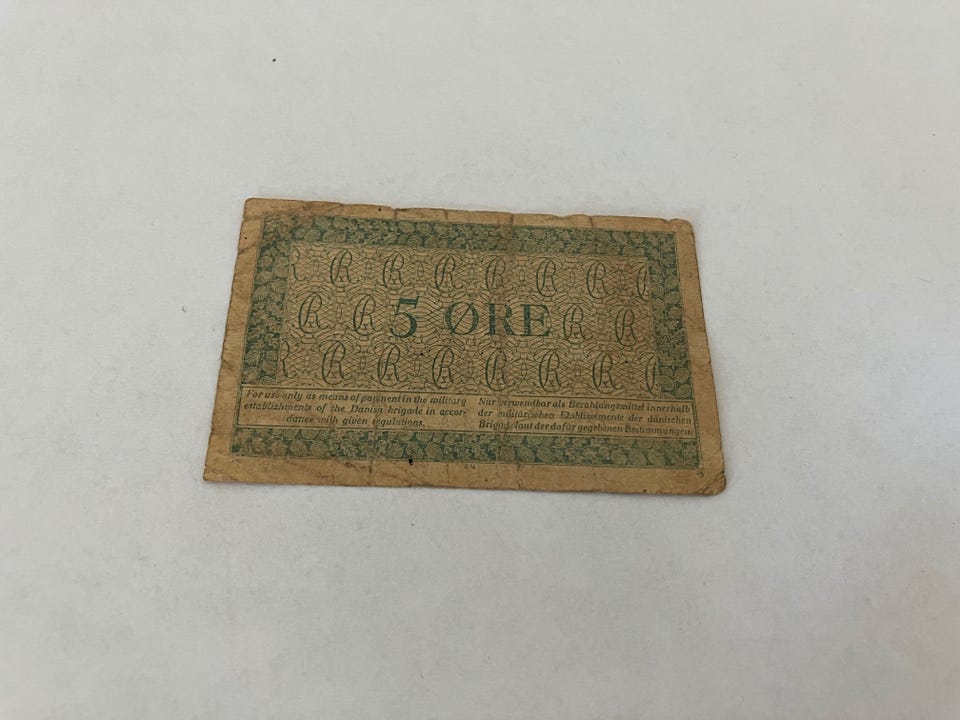 5 ØRE
For use only as means of payment in the military
establishments of the Danish brigade in accor-
dance with given regulations.
Nur verwendbar als Bezahlungsmittel innerhalb
der militärischen Etablissemente der dänischen
Brigade laut der dafür gegebenen Bestimmungen.